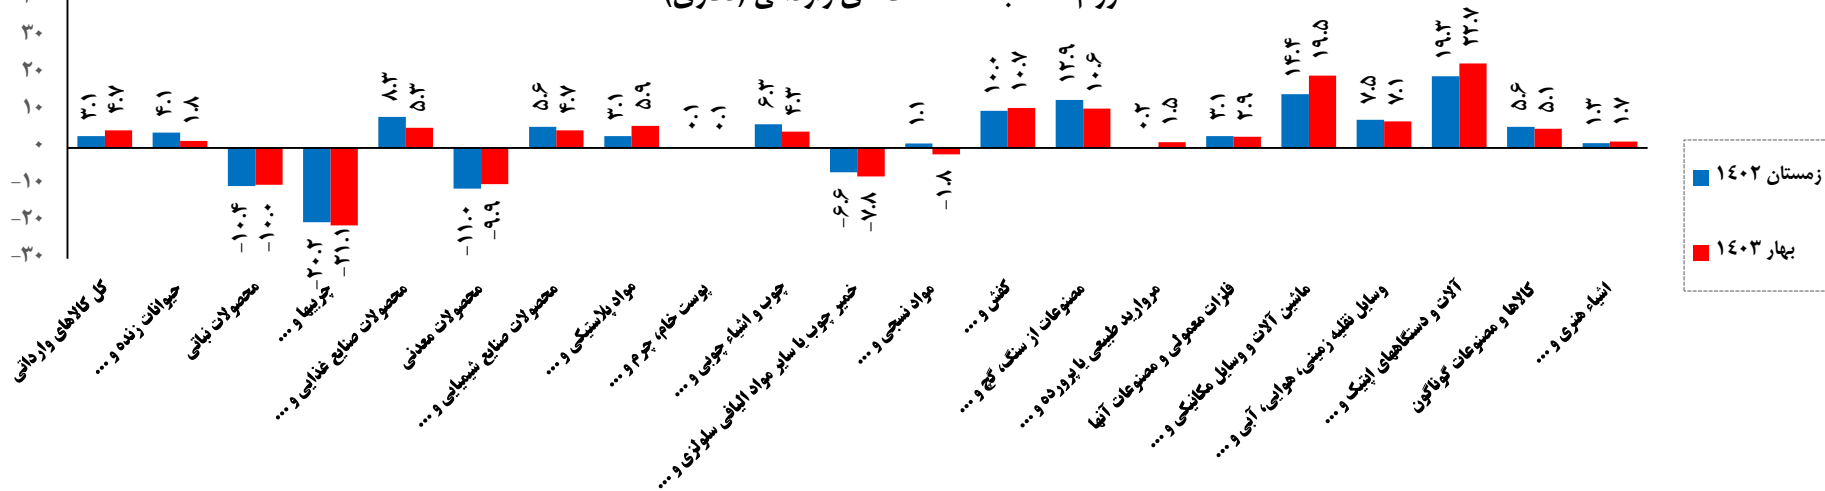 ۳۰
۲۰
۱۰
۰
-۱۰
-۲۰
-۳۰
۳.۱ ۴.۷
۴.۱ ۱.۸
-۱۰.۴ -۱۰.۰
-۲۰.۲ -۲۱.۱
۸.۳ ۵.۳
-۱۱.۰ -۹.۹
۵.۶ ۴.۷
۳.۱ ۵.۹
۰.۱ ۰.۱
۶.۳ ۴.۳
-۶.۶ -۷.۸
۱.۱ -۱.۸
۱۰.۰ ۱۰.۷
۱۲.۹ ۱۰.۶
۰.۲ ۱.۵
۳.۱ ۲.۹
۱۴.۴ ۱۹.۵
۷.۵ ۷.۱
۱۹.۳ ۲۲.۷
۵.۶ ۵.۱
۱.۳ ۱.۷
کل کالاهای وارداتی
حیوانات زنده و ...
محصولات نباتی
چربیها و ...
محصولات صنایع غذایی و ...
محصولات معدنی
محصولات صنایع شیمیایی و ...
مواد پلاستیکی و ...
پوست خام، چرم و ...
چوب و اشیاء چوبی و ...
خمیر چوب یا سایر مواد الیافی سلولزی و ...
مواد نسجی و ...
کفش و ...
مصنوعات از سنگ، گچ و ...
مروارید طبیعی یا پرورده و ...
فلزات معمولی و مصنوعات آنها
ماشین آلات و وسایل مکانیکی و ...
وسایل نقلیه زمینی، هوایی، آبی و ...
آلات و دستگاههای اپتیک و ...
کالاها و مصنوعات گوناگون
اشیاء هنری و ...
زمستان ۱٤۰۲
بهار ۱٤۰۳